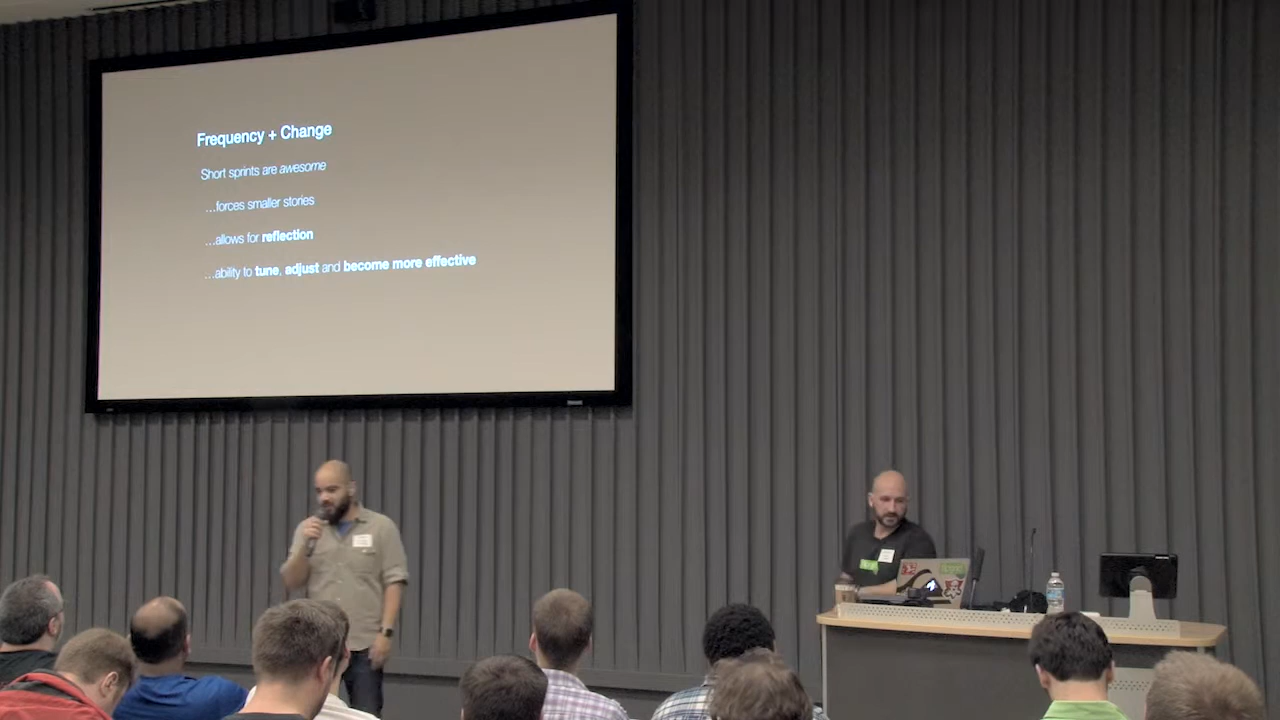 Frequency + Change
Short sprints are awesome
...forces smaller stories
...allows for reflection
...ability to tune, adjust and become more effective